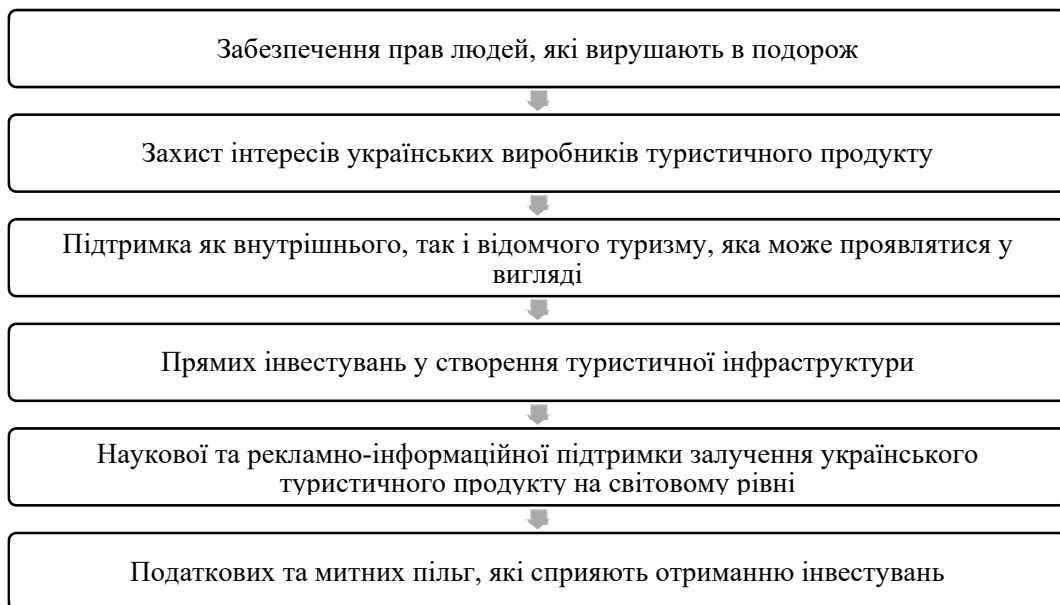 Забезпечення прав людей, які вирушають в подорож
Захист інтересів українських виробників туристичного продукту
Підтримка як внутрішнього, так і відомчого туризму, яка може проявлятися у
вигляді
Прямих інвестувань у створення туристичної інфраструктури
Наукової та рекламно-інформаційної підтримки залучення українського
туристичного продукту на світовому рівні
Податкових та митних пільг, які сприяють отриманню інвестувань